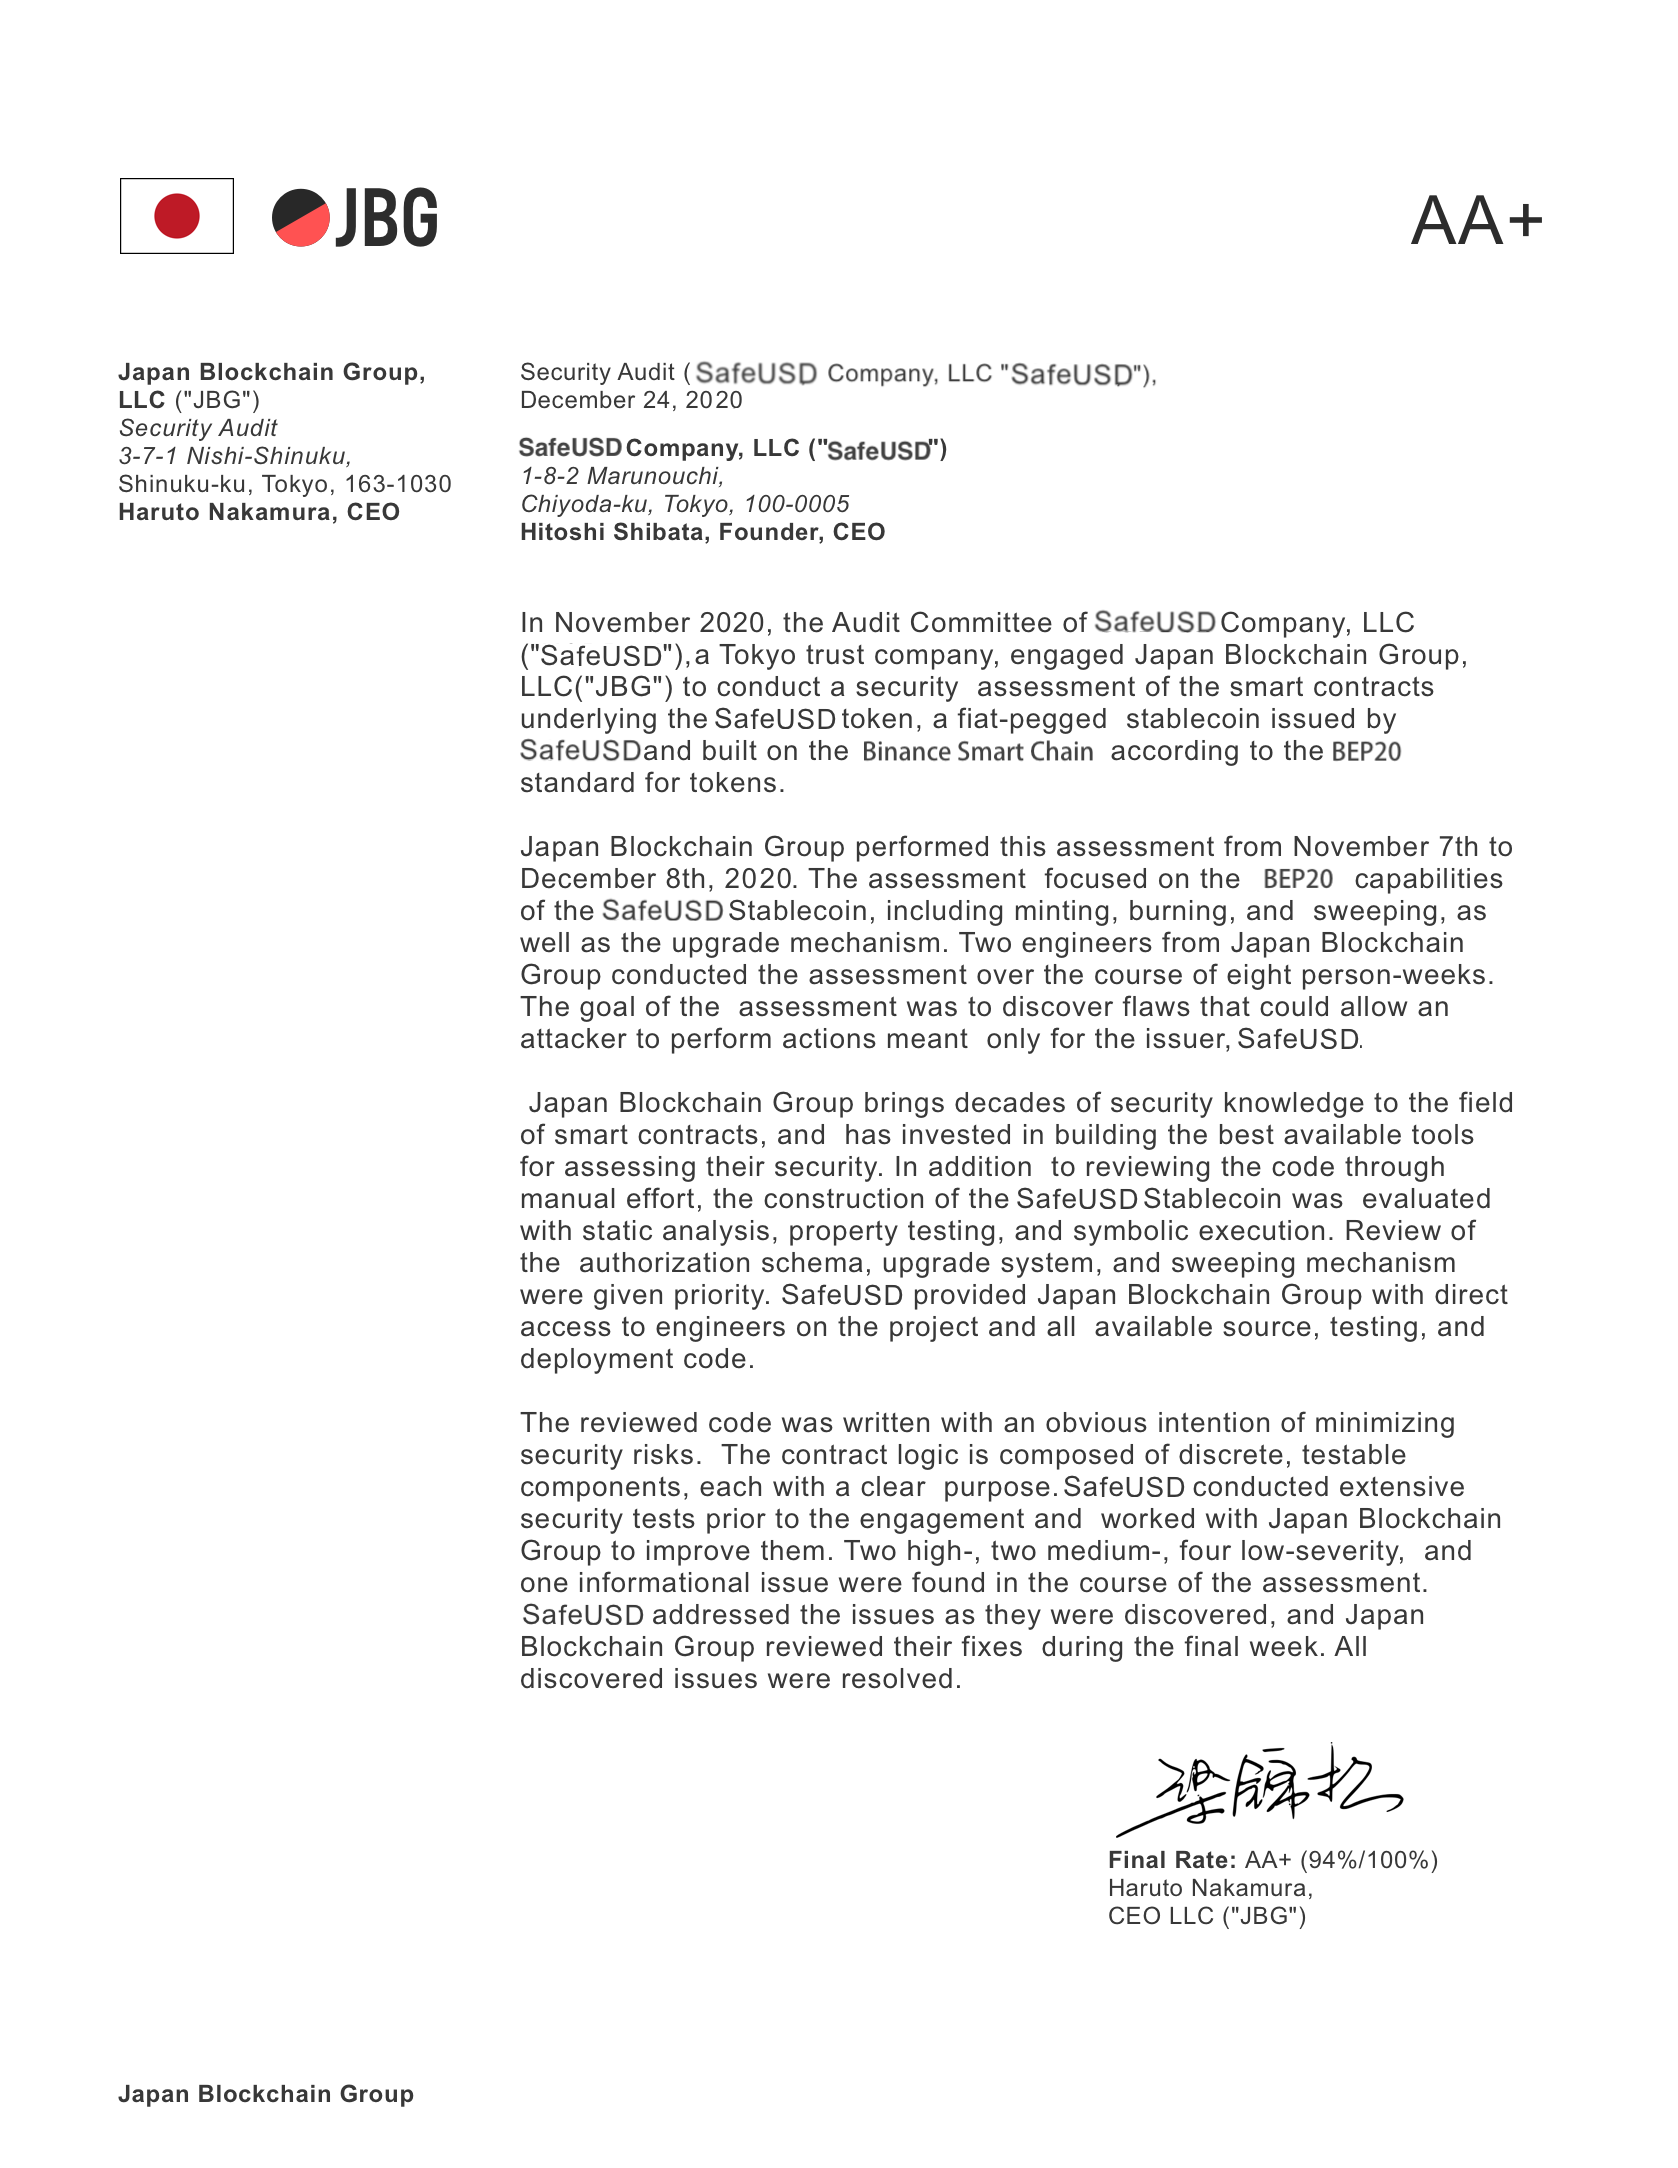 JBG
AA+
Japan Blockchain Group,
LLC ("JBG")
Security Audit
3-7-1 Nishi-Shinuku,
Shinuku-ku, Tokyo, 163-1030
Haruto Nakamura, CEO
Security Audit ( SafeUSD Company, LLC "SafeUSD"),
December 24, 2020
SafeUSD Company, LLC ("SafeUSD")
1-8-2 Marunouchi,
Chiyoda-ku, Tokyo, 100-0005
Hitoshi Shibata, Founder, CEO
In November 2020, the Audit Committee of SafeUSD Company, LLC
("SafeUSD"), a Tokyo trust company, engaged Japan Blockchain Group,
LLC("JBG") to conduct a security assessment of the smart contracts
underlying the SafeUSD token, a fiat-pegged stablecoin issued by
SafeUSD and built on the Binance Smart Chain according to the BEP20
standard for tokens.
Japan Blockchain Group performed this assessment from November 7th to
December 8th, 2020. The assessment focused on the BEP20 capabilities
of the SafeUSD Stablecoin, including minting, burning, and sweeping, as
well as the upgrade mechanism. Two engineers from Japan Blockchain
Group conducted the assessment over the course of eight person-weeks.
The goal of the assessment was to discover flaws that could allow an
attacker to perform actions meant only for the issuer, SafeUSD.
Japan Blockchain Group brings decades of security knowledge to the field
of smart contracts, and has invested in building the best available tools
for assessing their security. In addition to reviewing the code through
manual effort, the construction of the SafeUSD Stablecoin was evaluated
with static analysis, property testing, and symbolic execution. Review of
the authorization schema, upgrade system, and sweeping mechanism
were given priority. SafeUSD provided Japan Blockchain Group with direct
access to engineers on the project and all available source, testing, and
deployment code.
The reviewed code was written with an obvious intention of minimizing
security risks. The contract logic is composed of discrete, testable
components, each with a clear purpose. SafeUSD conducted extensive
security tests prior to the engagement and worked with Japan Blockchain
Group to improve them. Two high-, two medium-, four low-severity, and
one informational issue were found in the course of the assessment.
SafeUSD addressed the issues as they were discovered, and Japan
Blockchain Group reviewed their fixes during the final week. All
discovered issues were resolved.
Final Rate: AA+ (94%/100%)
Haruto Nakamura,
CEO LLC ("JBG")
Japan Blockchain Group